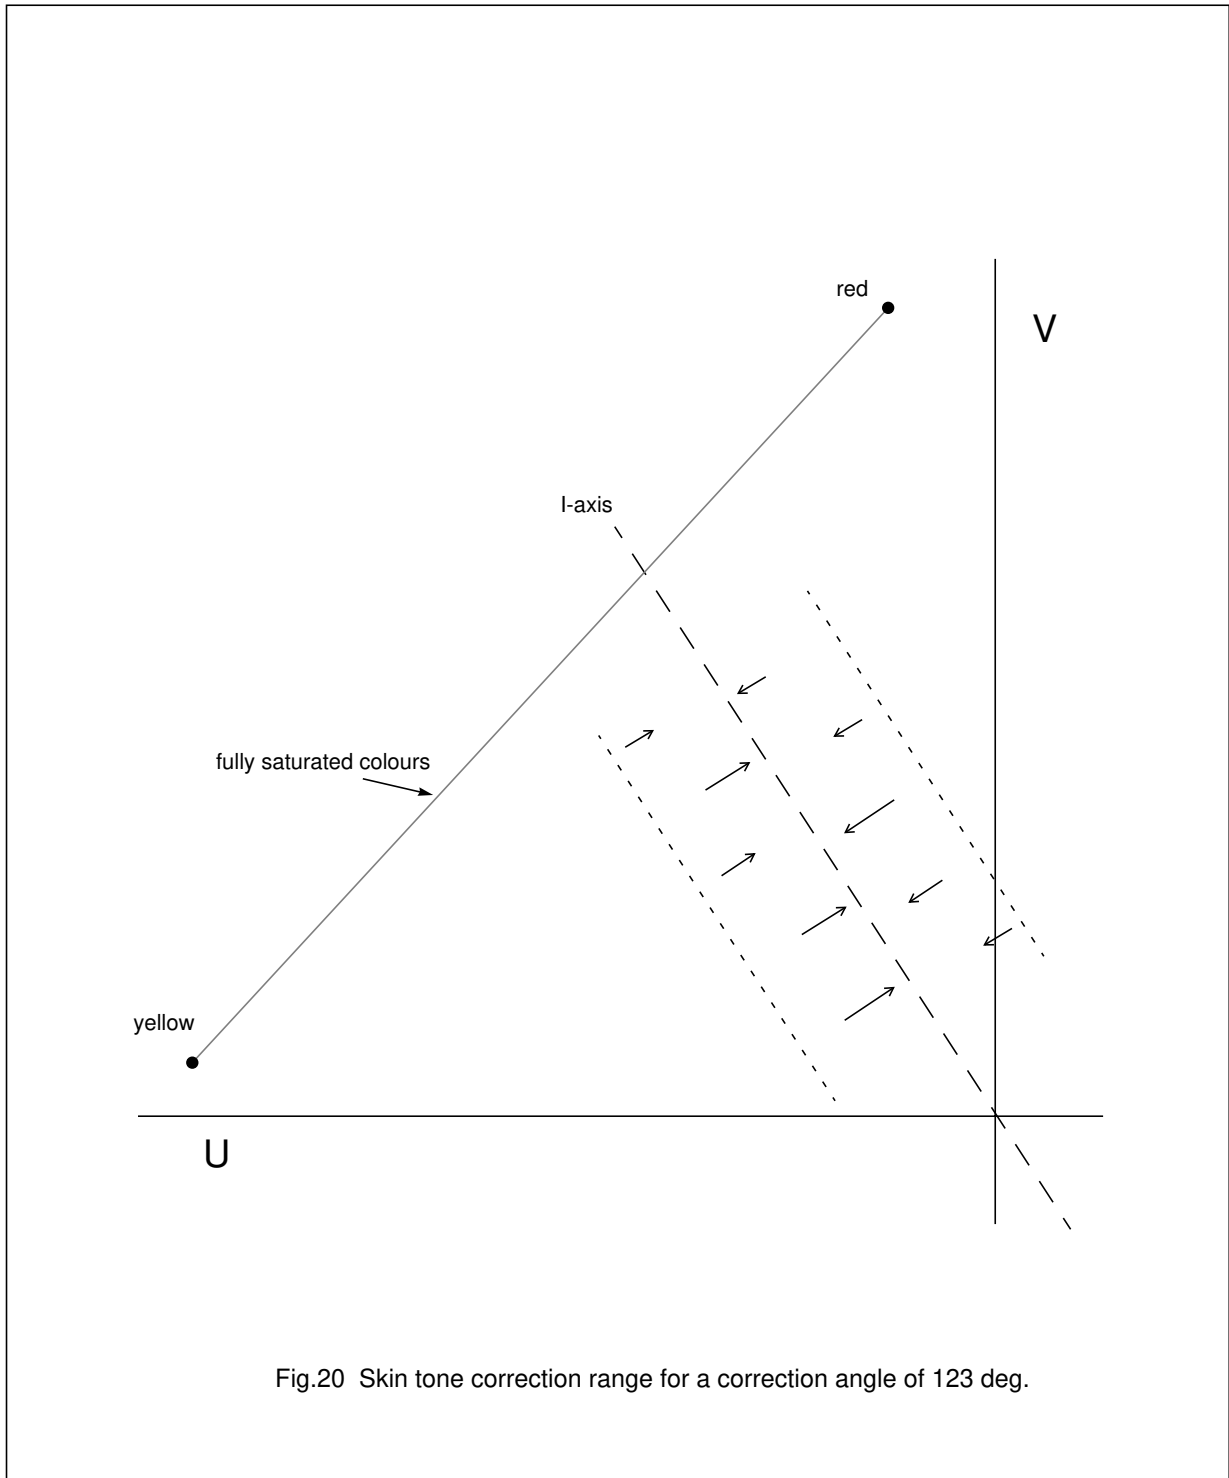 red
V
I-axis
fully saturated colours
yellow
U
Fig.20 Skin tone correction range for a correction angle of 123 deg.